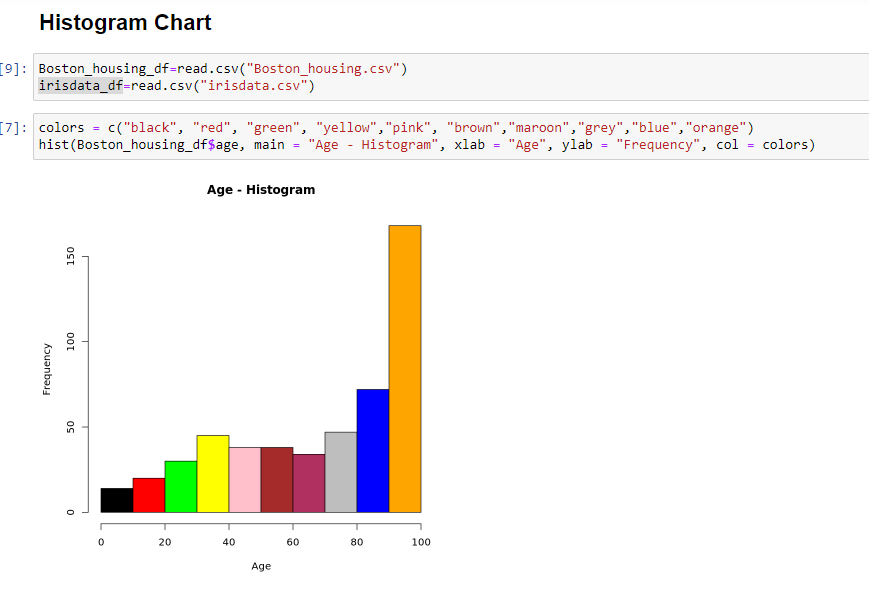 Histogram Chart
[9]: Boston_housing_df=read.csv("Boston_housing.csv")
irisdata_df=read.csv("irisdata.csv")
[7]: colors = c("black", "red", "green", "yellow","pink", "brown","maroon","grey","blue","orange")
hist(Boston_housing_df$age, main = "Age - Histogram", xlab = "Age", ylab = "Frequency", col = colors)
Age - Histogram
150
100
50
0
Frequency
0 20 40 60 80 100
Age